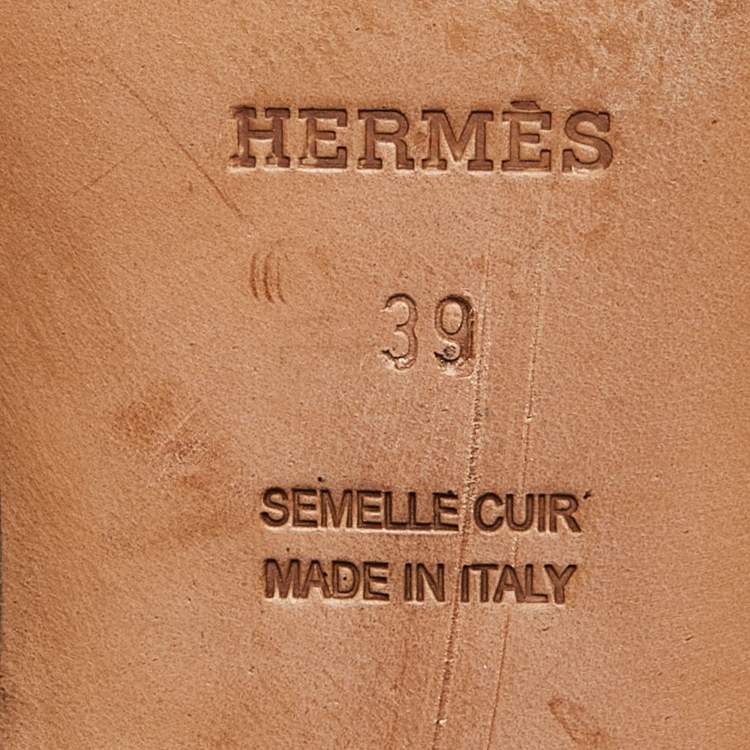 HERMÈS
39
SEMELLE CUIR
MADE IN ITALY